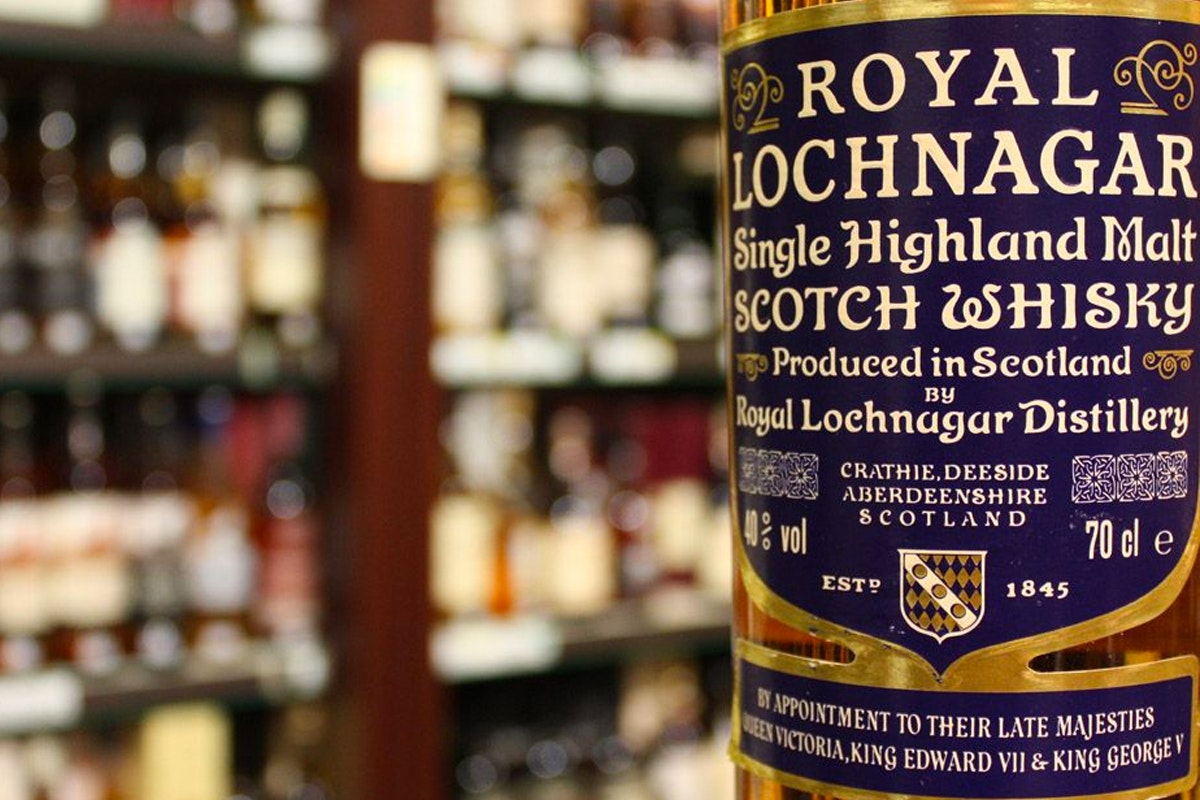 ROYAL
LOCHNAGAR
Single Highland Malt
SCOTCH WHISKY
Produced in Scotland
BY
Royal Lochnagar Distillery
CRATHIE, DEESIDE
ABERDEENSHIRE
SCOTLAND
40% vol
70 cl e
ESTD 1845
BY APPOINTMENT TO THEIR LATE MAJESTIES
QUEEN VICTORIA, KING EDWARD VII & KING GEORGE V